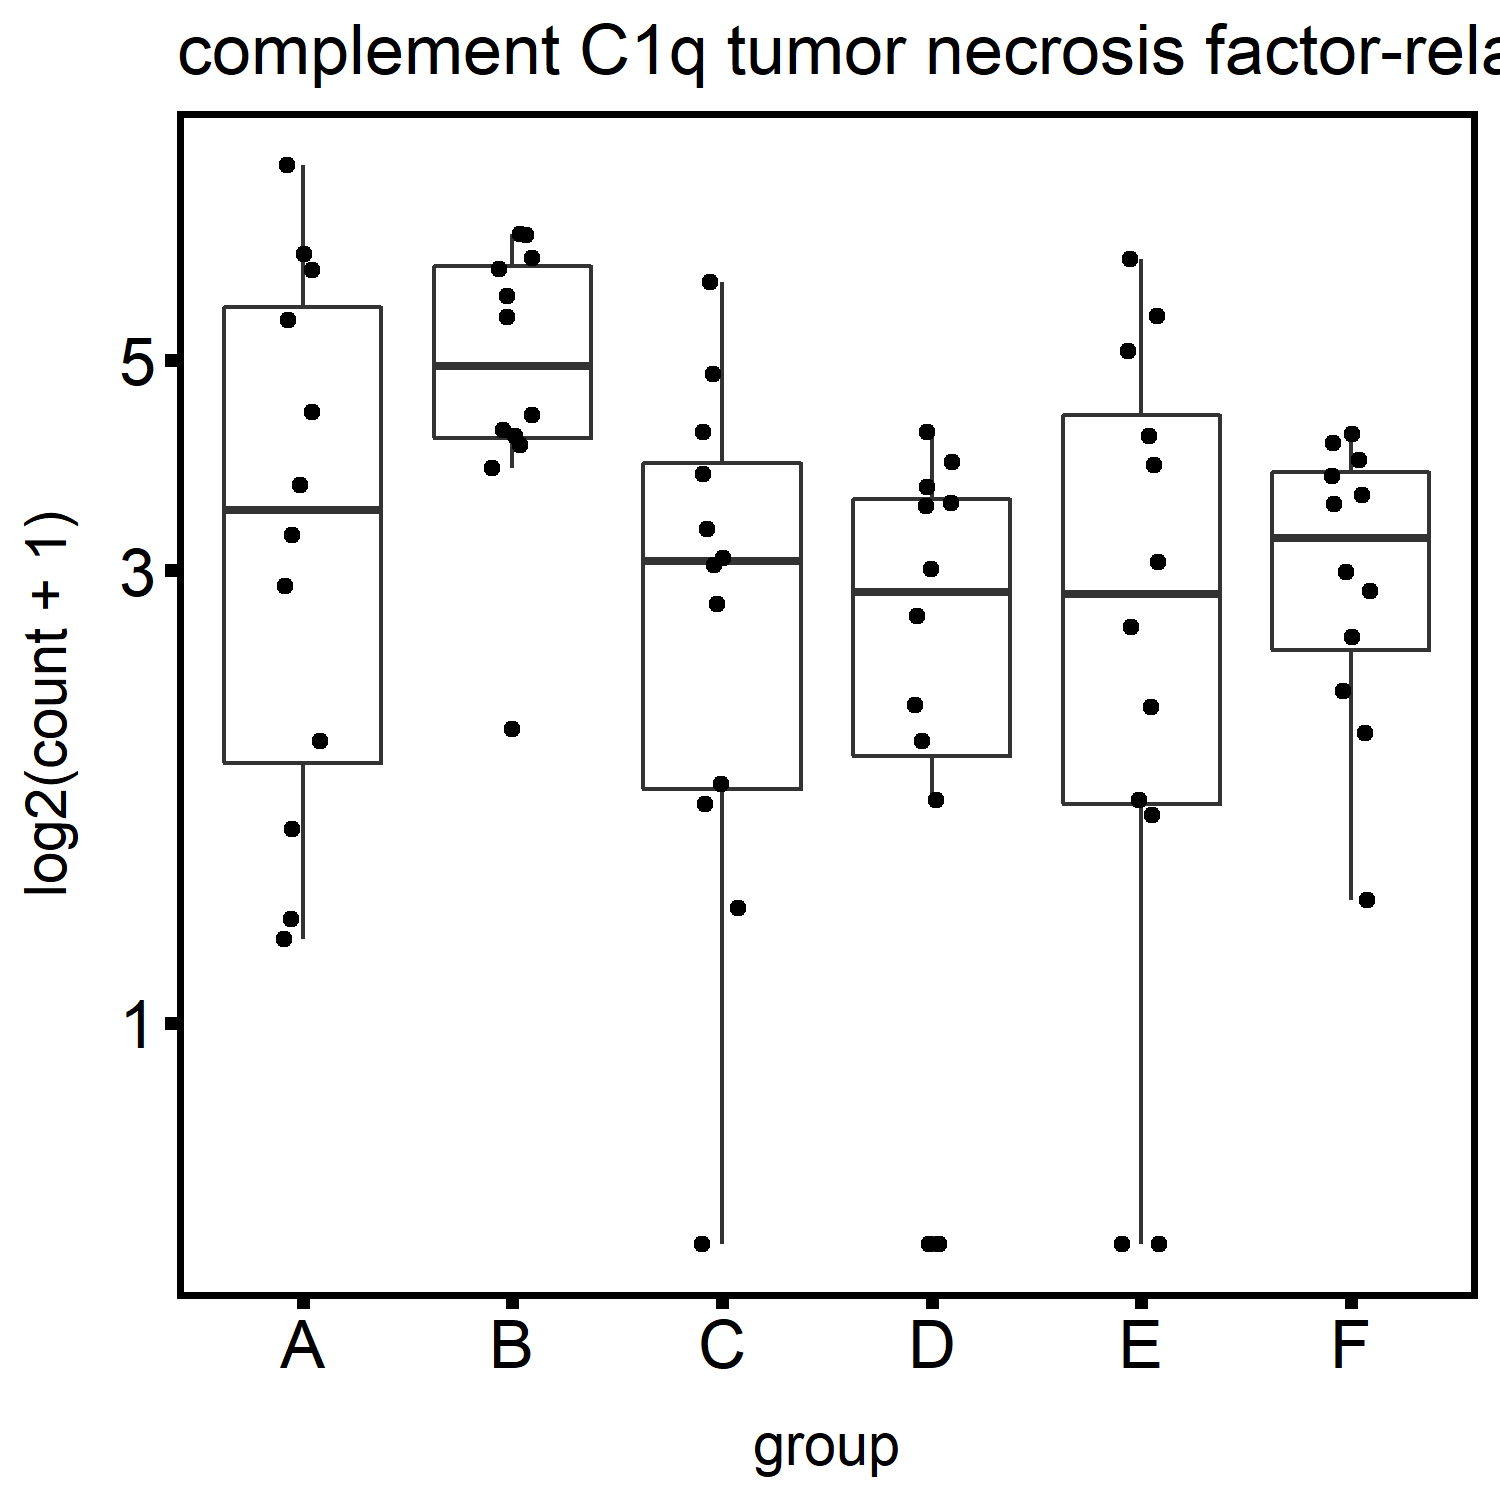 complement C1q tumor necrosis factor-rela
log2(count + 1)
5
3
1
A B C D E F
group